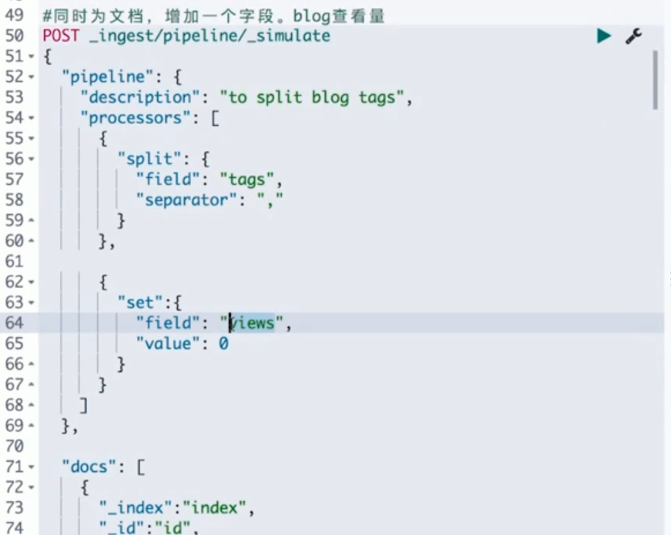 49 #同时为文档，增加一个字段。blog查看量
50 POST _ingest/pipeline/_simulate
51 {
52 "pipeline": {
53 "description": "to split blog tags",
54 "processors": [
55 {
56 "split": {
57 "field": "tags",
58 "separator": ","
59 }
60 },
61
62 {
63 "set":{
64 "field": "views",
65 "value": 0
66 }
67 }
68 ]
69 },
70
71 "docs": [
72 {
73 "_index":"index",
74 "_id":"id",